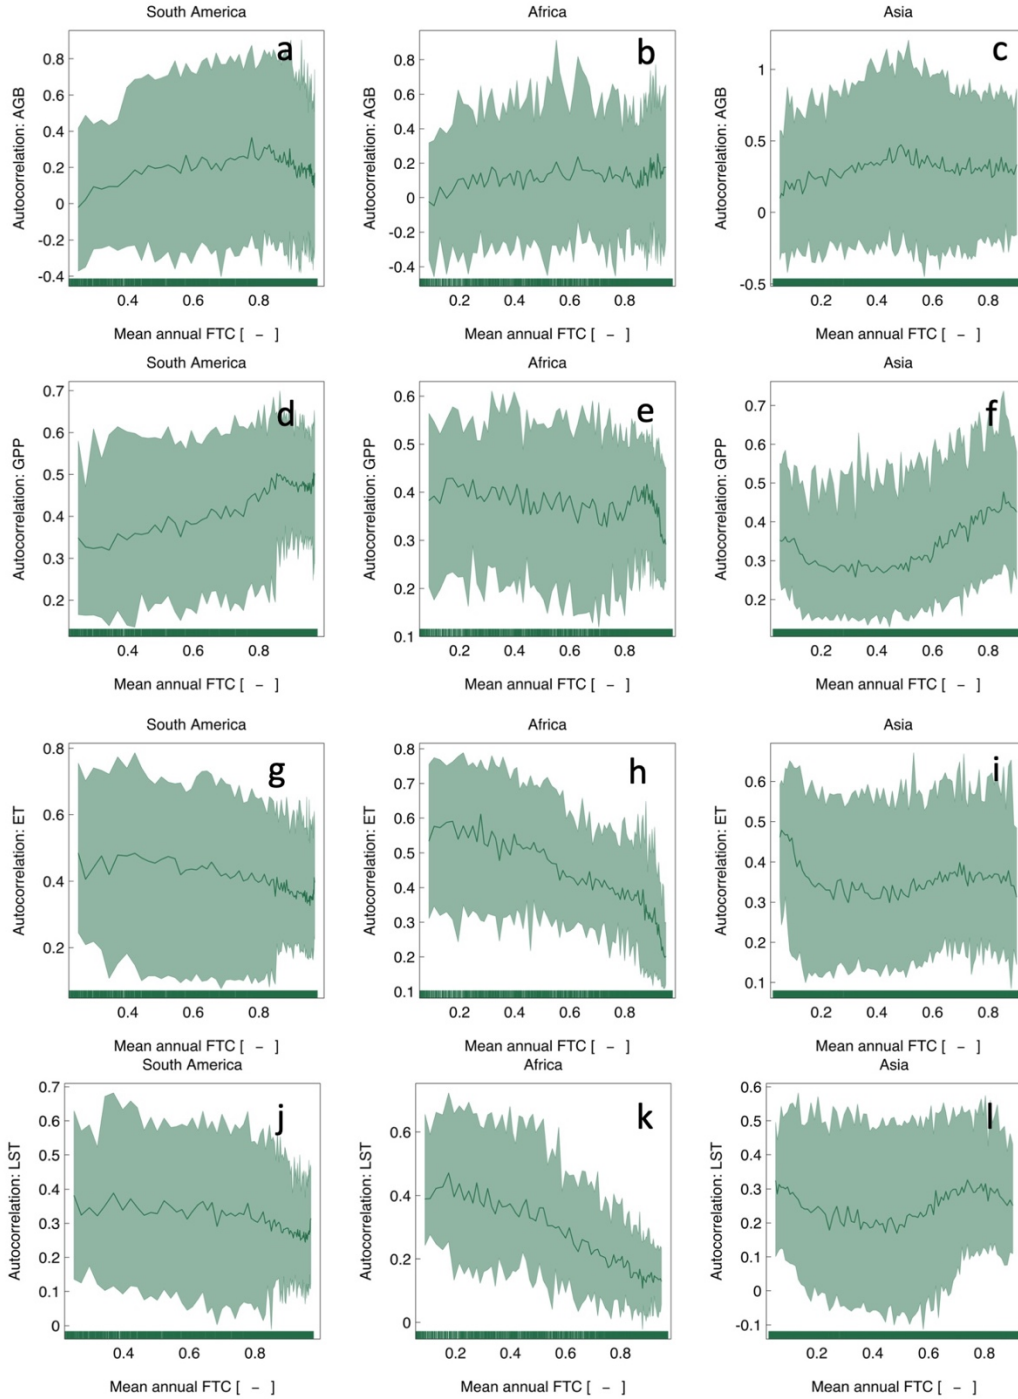 South America
Africa
Asia
a
b
c
Autocorrelation: AGB
0.8
0.6
0.4
0.2
0
-0.2
-0.4
0.4
0.6
0.8
Mean annual FTC [ - ]
Autocorrelation: AGB
0.8
0.6
0.4
0.2
0
-0.2
-0.4
0.2
0.4
0.6
0.8
Mean annual FTC [ - ]
Autocorrelation: AGB
1
0.5
0
-0.5
0.2
0.4
0.6
0.8
Mean annual FTC [ - ]
South America
Africa
Asia
d
e
f
Autocorrelation: GPP
0.7
0.6
0.5
0.4
0.3
0.2
0.4
0.6
0.8
Mean annual FTC [ - ]
Autocorrelation: GPP
0.6
0.5
0.4
0.3
0.2
0.1
0.2
0.4
0.6
0.8
Mean annual FTC [ - ]
Autocorrelation: GPP
0.7
0.6
0.5
0.4
0.3
0.2
0.2
0.4
0.6
0.8
Mean annual FTC [ - ]
South America
Africa
Asia
g
h
i
Autocorrelation: ET
0.8
0.6
0.4
0.2
0.4
0.6
0.8
Mean annual FTC [ - ]
Autocorrelation: ET
0.8
0.7
0.6
0.5
0.4
0.3
0.2
0.1
0.2
0.4
0.6
0.8
Mean annual FTC [ - ]
Autocorrelation: ET
0.6
0.5
0.4
0.3
0.2
0.1
0.2
0.4
0.6
0.8
Mean annual FTC [ - ]
South America
Africa
Asia
j
k
l
Autocorrelation: LST
0.7
0.6
0.5
0.4
0.3
0.2
0.1
0
0.4
0.6
0.8
Mean annual FTC [ - ]
Autocorrelation: LST
0.6
0.4
0.2
0
0.2
0.4
0.6
0.8
Mean annual FTC [ - ]
Autocorrelation: LST
0.6
0.5
0.4
0.3
0.2
0.1
0
-0.1
0.2
0.4
0.6
0.8
Mean annual FTC [ - ]